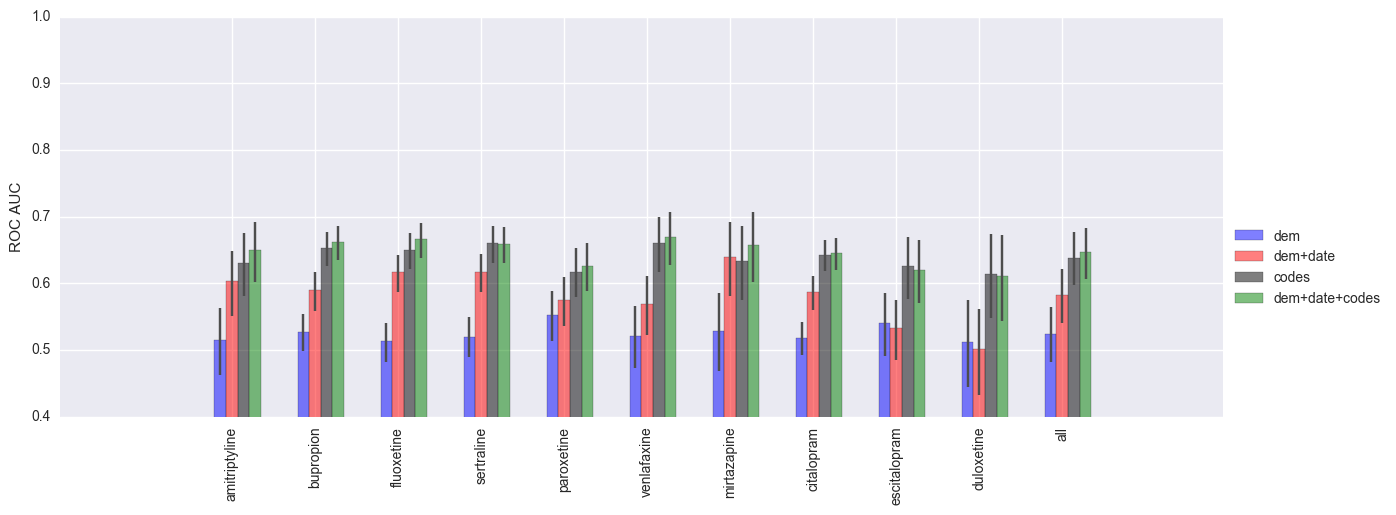 1.0
0.9
0.8
0.7
0.6
0.5
0.4
ROC AUC
amitriptyline
bupropion
fluoxetine
sertraline
paroxetine
venlafaxine
mirtazapine
citalopram
escitalopram
duloxetine
all
dem
dem+date
codes
dem+date+codes